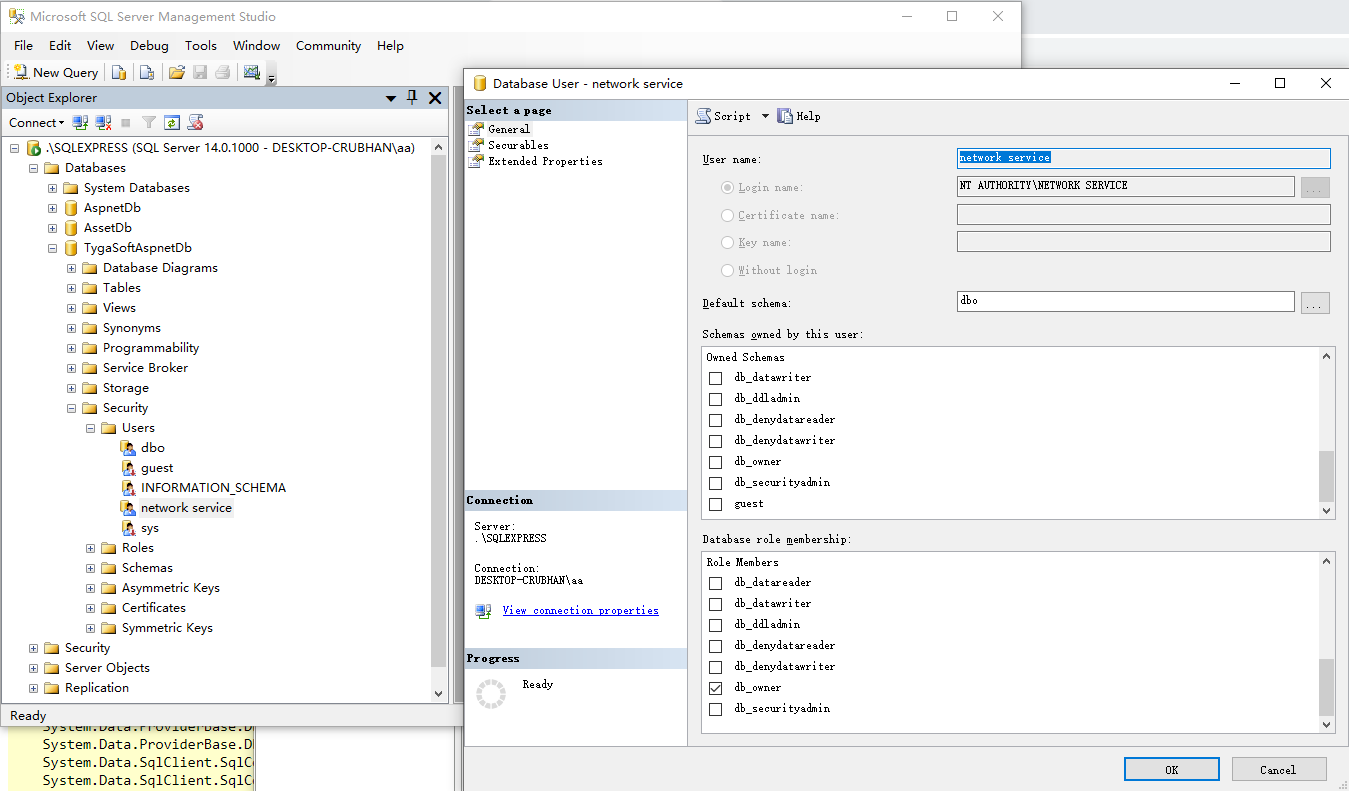 Microsoft SQL Server Management Studio
File Edit View Debug Tools Window Community Help
New Query
Object Explorer
Connect
.\SQLEXPRESS (SQL Server 14.0.1000 - DESKTOP-CRUBHAN\aa)
Databases
System Databases
AspnetDb
AssetDb
TygaSoftAspnetDb
Database Diagrams
Tables
Views
Synonyms
Programmability
Service Broker
Storage
Security
Users
dbo
guest
INFORMATION_SCHEMA
network service
sys
Roles
Schemas
Asymmetric Keys
Certificates
Symmetric Keys
Security
Server Objects
Replication
Ready
System.Data.ProviderBase.D
System.Data.ProviderBase.D
System.Data.SqlClient.SqlC
System.Data.SqlClient.SqlC
Database User - network service
Select a page
General
Securables
Extended Properties
Connection
Server:
.\SQLEXPRESS
Connection:
DESKTOP-CRUBHAN\aa
View connection properties
Progress
Ready
Script Help
User name: network service
Login name: NT AUTHORITY\NETWORK SERVICE ...
Certificate name:
Key name:
Without login
Default schema: dbo ...
Schemas owned by this user:
Owned Schemas
db_datawriter
db_ddladmin
db_denydatareader
db_denydatawriter
db_owner
db_securityadmin
guest
Database role membership:
Role Members
db_datareader
db_datawriter
db_ddladmin
db_denydatareader
db_denydatawriter
db_owner
db_securityadmin
OK Cancel